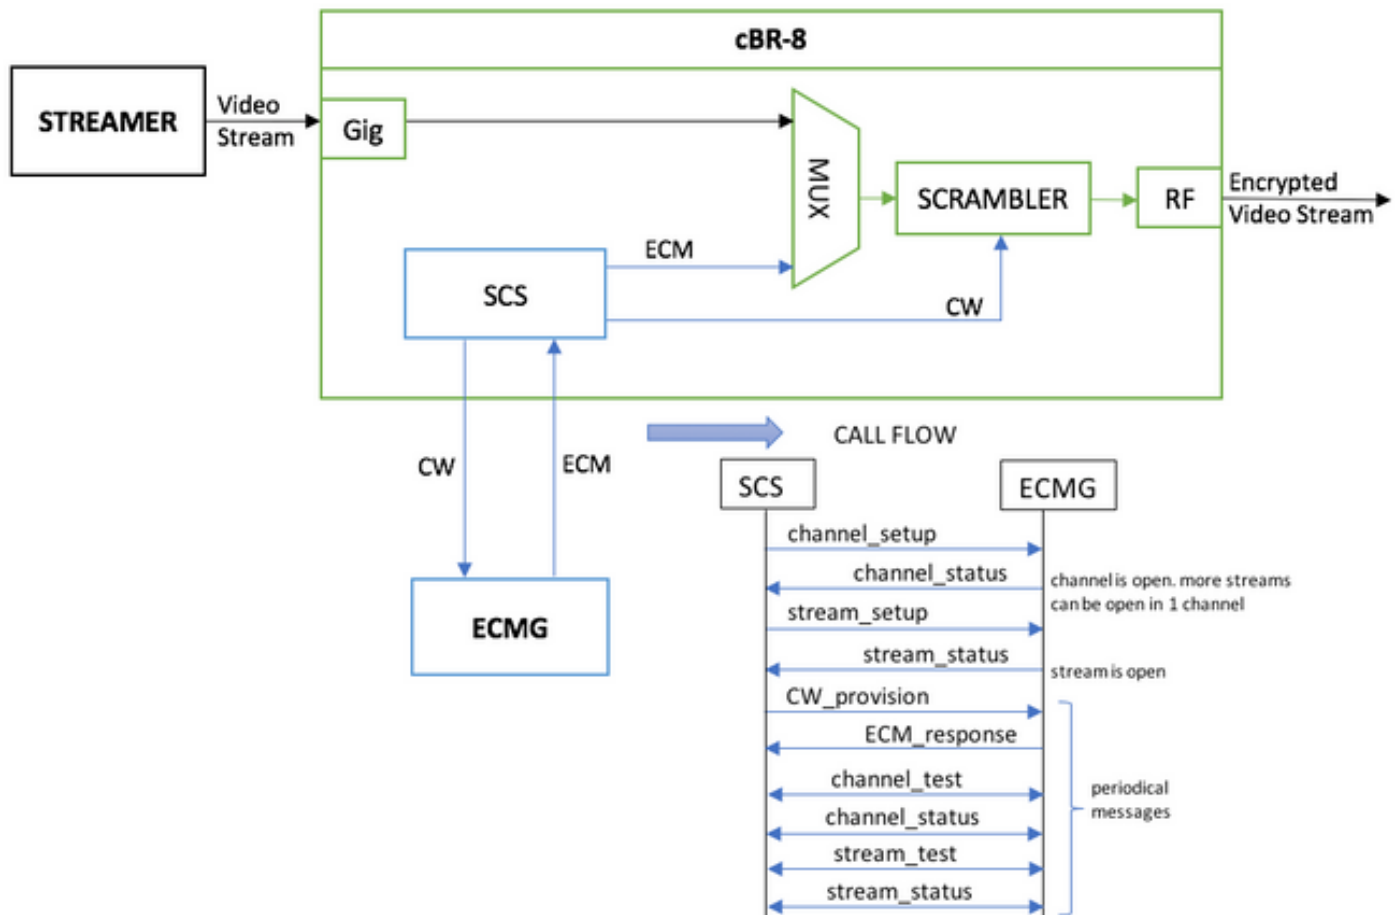 cBR-8
STREAMER
Video
Stream
Gig
MUX
SCRAMBLER
RF
Encrypted
Video Stream
ECM
SCS
CW
CW
ECM
ECMG
CALL FLOW
SCS
ECMG
channel_setup
channel_status
channel is open. more streams
can be open in 1 channel
stream_setup
stream_status
stream is open
CW_provision
ECM_response
channel_test
periodical
messages
channel_status
stream_test
stream_status